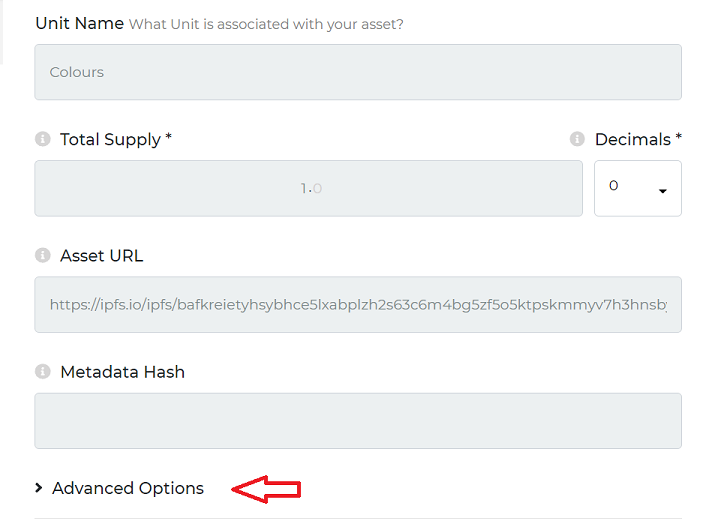 Unit Name What Unit is associated with your asset?
Colours
Total Supply * Decimals *
1.0 0
Asset URL
https://ipfs.io/ipfs/bafkreietyhsybhce5lxabplzh2s63c6m4bg5zf5o5ktpskmmyv7h3hnsb
Metadata Hash
Advanced Options